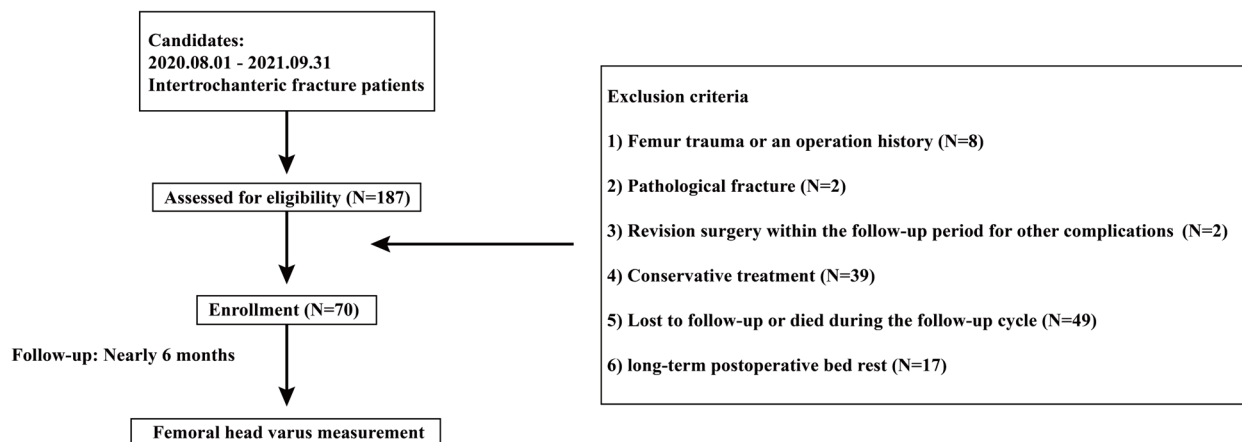 Candidates:
2020.08.01 - 2021.09.31
Intertrochanteric fracture patients
Assessed for eligibility (N=187)
Exclusion criteria
1) Femur trauma or an operation history (N=8)
2) Pathological fracture (N=2)
3) Revision surgery within the follow-up period for other complications (N=2)
4) Conservative treatment (N=39)
5) Lost to follow-up or died during the follow-up cycle (N=49)
6) long-term postoperative bed rest (N=17)
Enrollment (N=70)
Follow-up: Nearly 6 months
Femoral head varus measurement